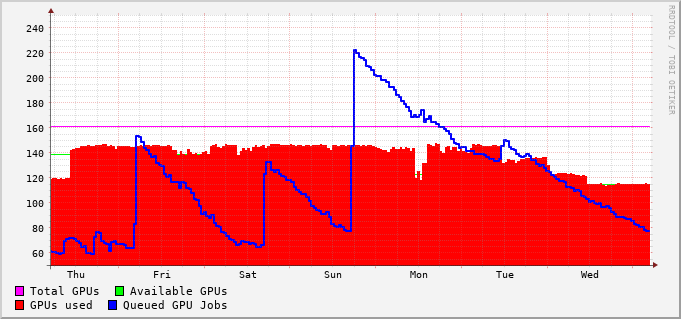 RRDTOOL / TOBI OETIKER
240
220
200
180
160
140
120
100
80
60
Thu Fri Sat Sun Mon Tue Wed
Total GPUs Available GPUs
GPUs used Queued GPU Jobs